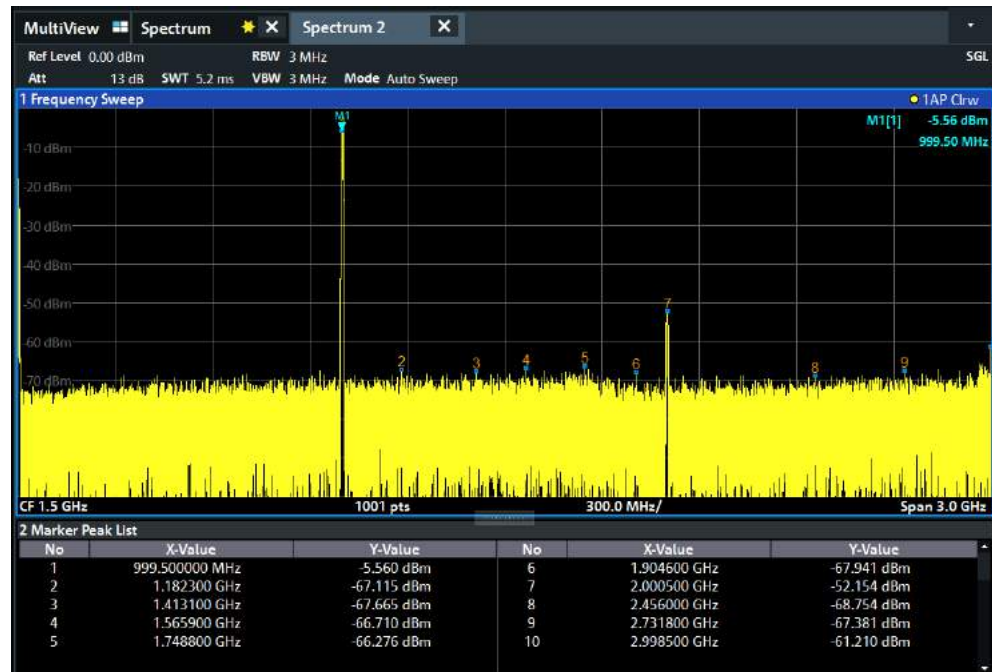 MultiView Spectrum Spectrum 2
Ref Level 0.00 dBm RBW 3 MHz SGL
Att 13 dB SWT 5.2 ms VBW 3 MHz Mode Auto Sweep
1 Frequency Sweep 1AP Clrw
M1 M1[1] -5.56 dBm
999.50 MHz
-10 dBm
-20 dBm
-30 dBm
-40 dBm
-50 dBm
7
-60 dBm
2 3 4 5 6 8 9
-70 dBm
CF 1.5 GHz 1001 pts 300.0 MHz/ Span 3.0 GHz
2 Marker Peak List
No X-Value Y-Value No X-Value Y-Value
1 999.500000 MHz -5.560 dBm 6 1.904600 GHz -67.941 dBm
2 1.182300 GHz -67.115 dBm 7 2.000500 GHz -52.154 dBm
3 1.413100 GHz -67.665 dBm 8 2.456000 GHz -68.754 dBm
4 1.565900 GHz -66.710 dBm 9 2.731800 GHz -67.381 dBm
5 1.748800 GHz -66.276 dBm 10 2.998500 GHz -61.210 dBm